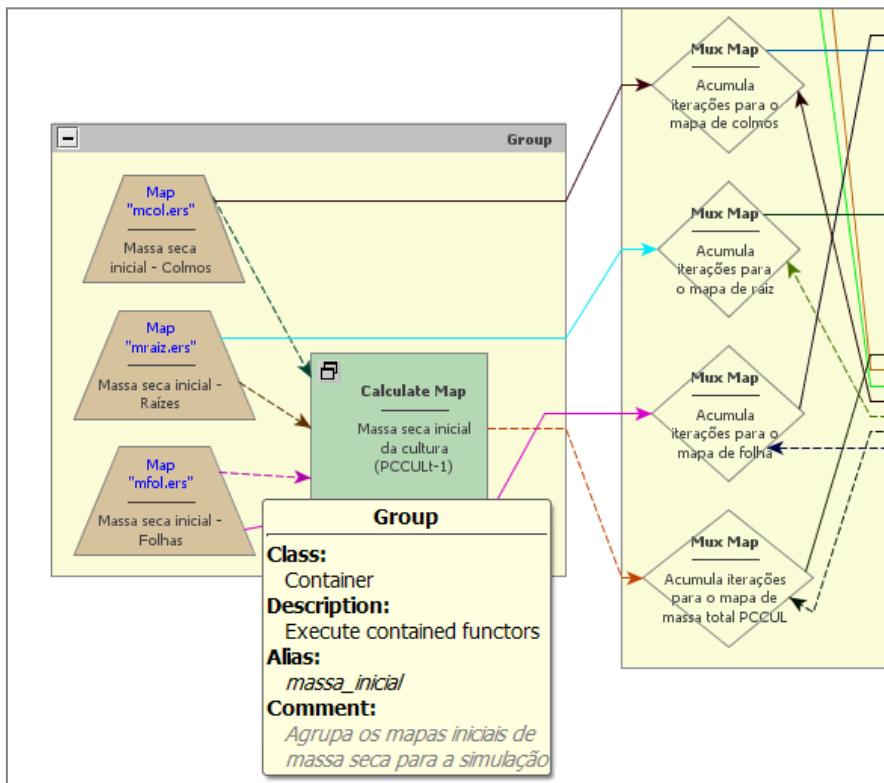 Group
Map
"mcol.ers"
Massa seca
inicial - Colmos
Map
"mraiz.ers"
Massa seca inicial -
Raízes
Map
"mfol.ers"
Massa seca inicial -
Folhas
Calculate Map
Massa seca inicial
da cultura
(PCCULt-1)
Group
Class:
Container
Description:
Execute contained functors
Alias:
massa_inicial
Comment:
Agrupa os mapas iniciais de
massa seca para a simulação
Mux Map
Acumula
iterações para o
mapa de colmos
Mux Map
Acumula
iterações para
o mapa de raiz
Mux Map
Acumula
iterações para o
mapa de folha
Mux Map
Acumula iterações
para o mapa de
massa total PCCUL